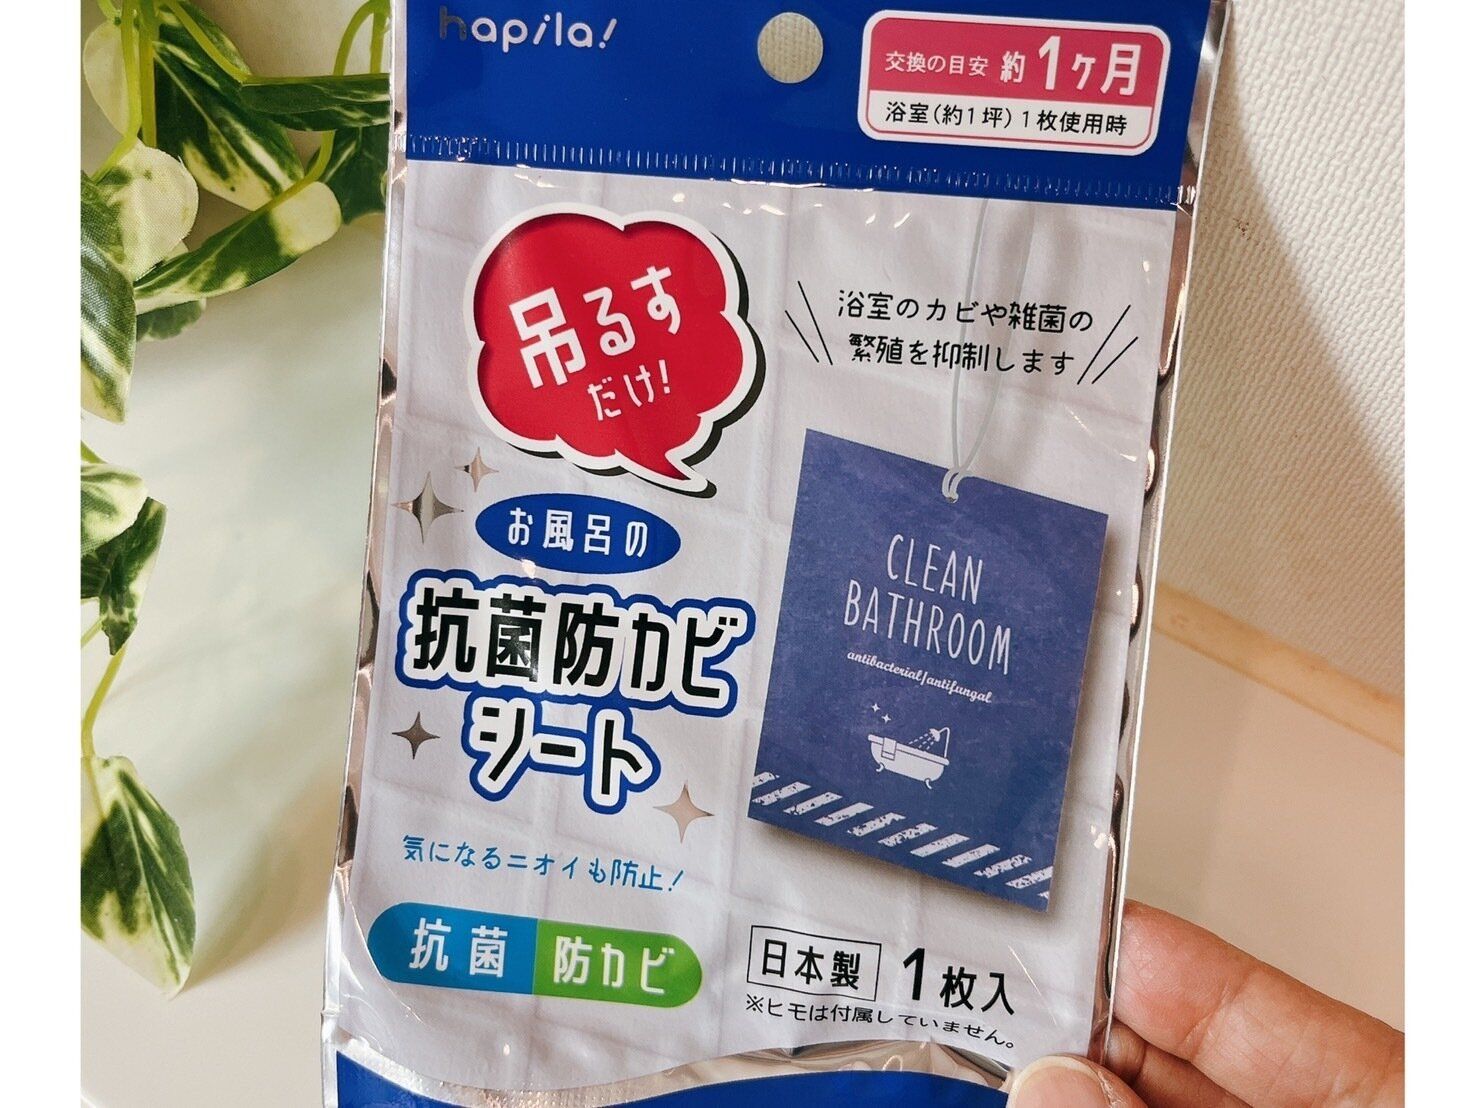 hapila!
交換の目安 約1ヶ月
浴室(約1坪)1枚使用時
吊るす
だけ!
浴室のカビや雑菌の
繁殖を抑制します
お風呂の
抗菌防カビ
シート
CLEAN
BATHROOM
antibacterial/antifungal
気になるニオイも防止!
抗菌 防カビ
日本製 1枚入
※ヒモは付属していません。